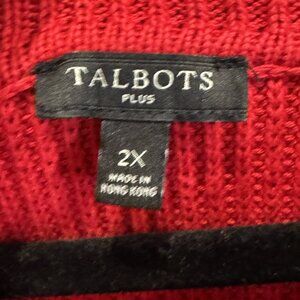 TALBOTS
PLUS
2X
MADE IN
HONG KONG